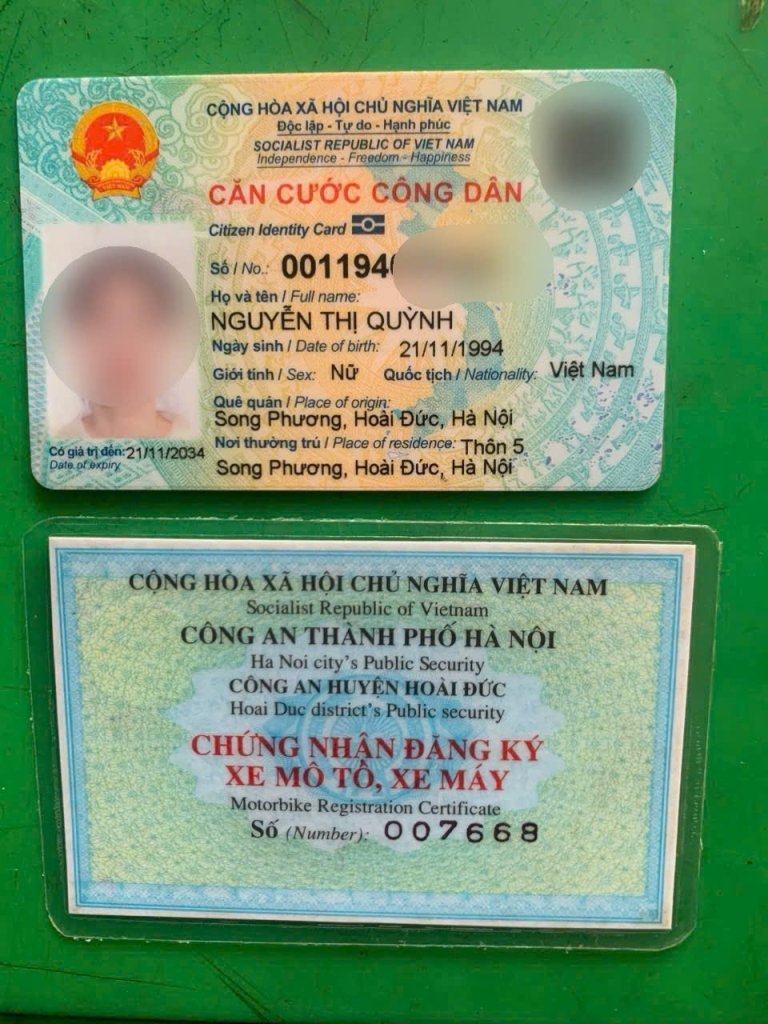 CỘNG HÒA XÃ HỘI CHỦ NGHĨA VIỆT NAM
Độc lập - Tự do - Hạnh phúc
SOCIALIST REPUBLIC OF VIET NAM
Independence - Freedom - Happiness
CĂN CƯỚC CÔNG DÂN
Citizen Identity Card
Số / No.: 0011940
Họ và tên / Full name:
NGUYỄN THỊ QUỲNH
Ngày sinh / Date of birth: 21/11/1994
Giới tính / Sex: Nữ Quốc tịch / Nationality: Việt Nam
Quê quán / Place of origin:
Song Phương, Hoài Đức, Hà Nội
Nơi thường trú / Place of residence: Thôn 5
Song Phương, Hoài Đức, Hà Nội
Có giá trị đến: 21/11/2034
Date of expiry
CỘNG HÒA XÃ HỘI CHỦ NGHĨA VIỆT NAM
Socialist Republic of Vietnam
CÔNG AN THÀNH PHỐ HÀ NỘI
Ha Noi city's Public Security
CÔNG AN HUYỆN HOÀI ĐỨC
Hoai Duc district's Public security
CHỨNG NHẬN ĐĂNG KÝ
XE MÔ TÔ, XE MÁY
Motorbike Registration Certificate
Số (Number): 007668